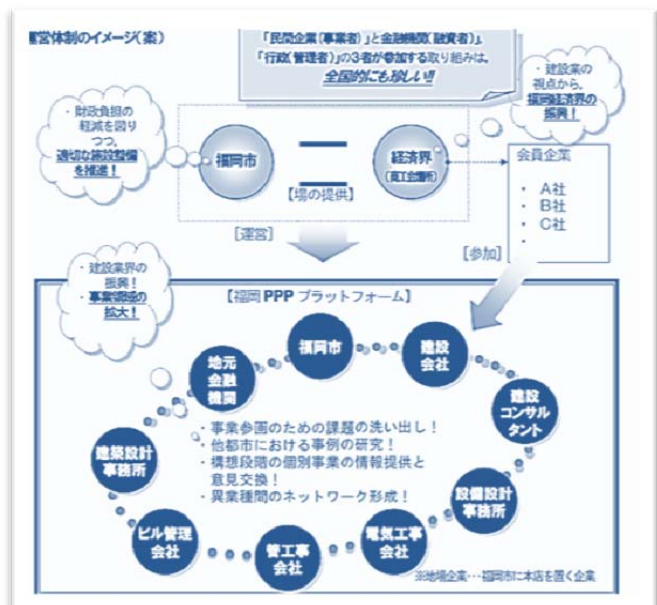 運営体制のイメージ(案)
「民間企業(事業者)」と金融機関(融資者)」、
「行政(管理者)」の3者が参加する取り組みは、
全国的にも珍しい!!
・財政負担の
軽減を図り
つつ、
適切な施設整備
を推進！
・建設業の
視点から、
福岡経済界の
振興！
福岡市
経済界
(商工会議所)
【場の提供】
会員企業
・ A社
・ B社
・ C社
・
[運営]
[参加]
・建設業界の
振興！
・事業領域の
拡大！
【福岡 PPP プラットフォーム】
福岡市
建設
会社
地元
金融
機関
建設
コンサル
タント
・事業参画のための課題の洗い出し！
・他都市における事例の研究！
・構想段階の個別事業の情報提供と
意見交換！
・異業種間のネットワーク形成！
建築設計
事務所
設備設計
事務所
ビル管理
会社
管工事
会社
電気工事
会社
※地場企業･･･福岡市に本店を置く企業